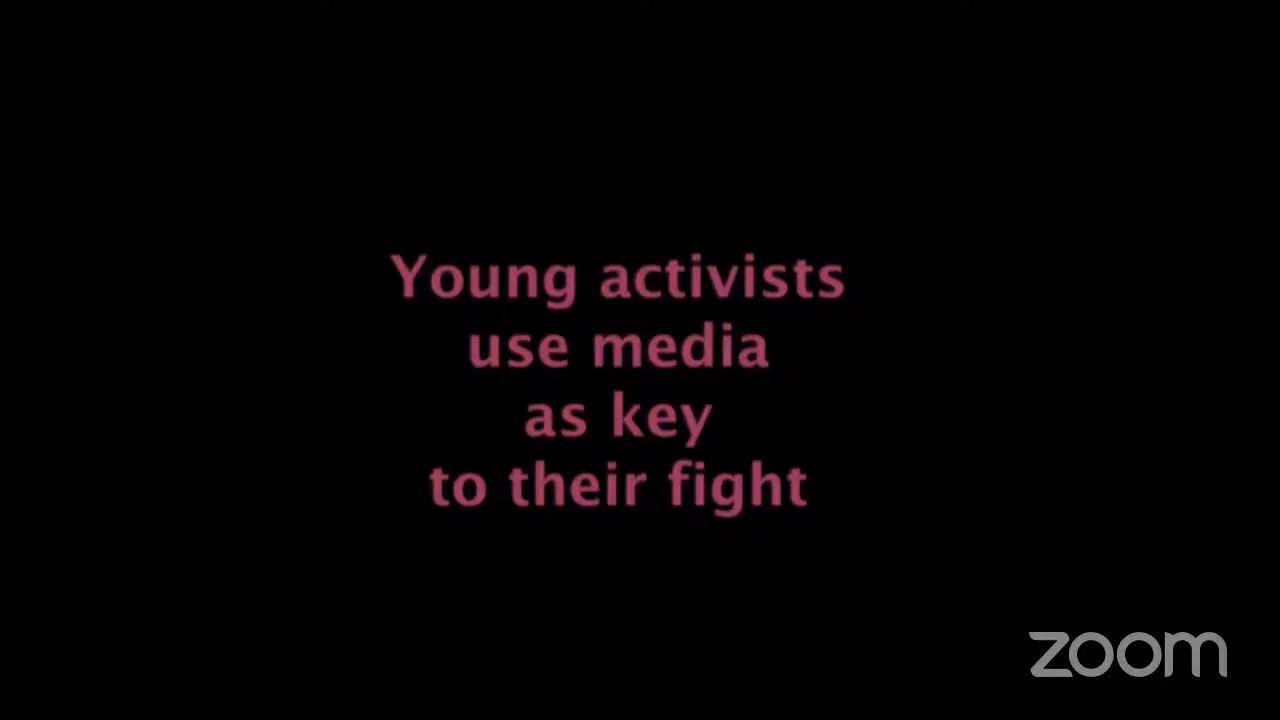 Young activists
use media
as key
to their fight
zoom